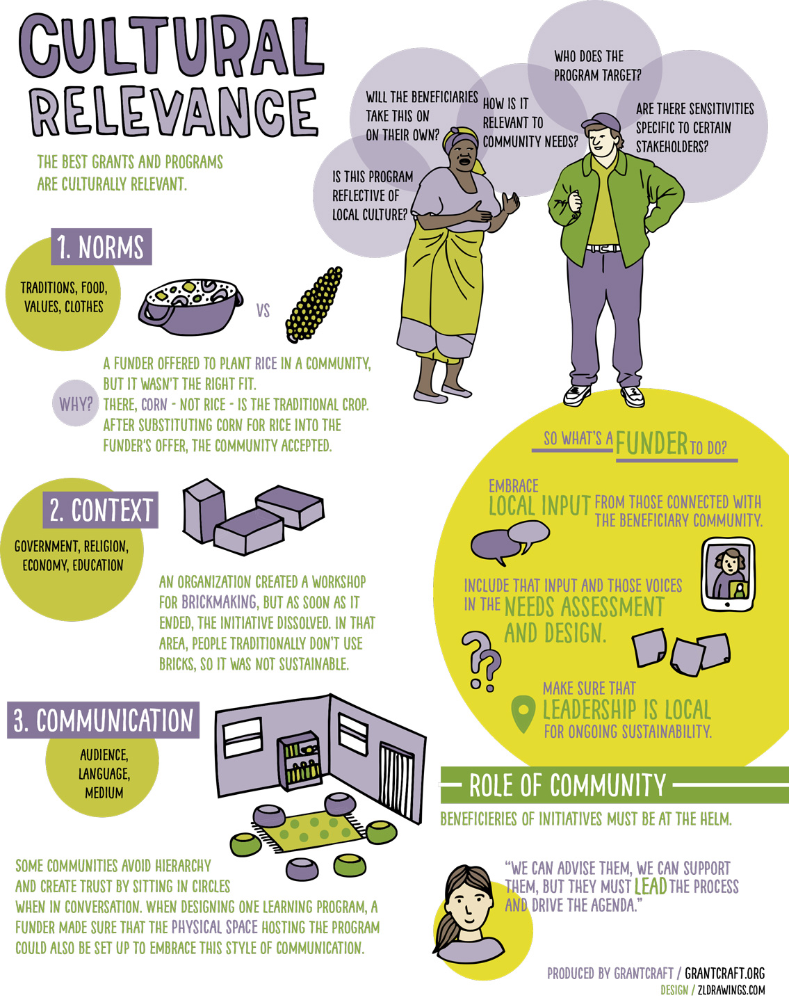 CULTURAL
RELEVANCE
THE BEST GRANTS AND PROGRAMS
ARE CULTURALLY RELEVANT.
WHO DOES THE
PROGRAM TARGET?
WILL THE BENEFICIARIES
TAKE THIS ON
ON THEIR OWN?
HOW IS IT
RELEVANT TO
COMMUNITY NEEDS?
ARE THERE SENSITIVITIES
SPECIFIC TO CERTAIN
STAKEHOLDERS?
IS THIS PROGRAM
REFLECTIVE OF
LOCAL CULTURE?
1. NORMS
TRADITIONS, FOOD,
VALUES, CLOTHES
VS
A FUNDER OFFERED TO PLANT RICE IN A COMMUNITY,
BUT IT WASN'T THE RIGHT FIT.
WHY?
THERE, CORN - NOT RICE - IS THE TRADITIONAL CROP.
AFTER SUBSTITUTING CORN FOR RICE INTO THE
FUNDER'S OFFER, THE COMMUNITY ACCEPTED.
2. CONTEXT
GOVERNMENT, RELIGION,
ECONOMY, EDUCATION
AN ORGANIZATION CREATED A WORKSHOP
FOR BRICKMAKING, BUT AS SOON AS IT
ENDED, THE INITIATIVE DISSOLVED. IN THAT
AREA, PEOPLE TRADITIONALLY DON'T USE
BRICKS, SO IT WAS NOT SUSTAINABLE.
3. COMMUNICATION
AUDIENCE,
LANGUAGE,
MEDIUM
SOME COMMUNITIES AVOID HIERARCHY
AND CREATE TRUST BY SITTING IN CIRCLES
WHEN IN CONVERSATION. WHEN DESIGNING ONE LEARNING PROGRAM, A
FUNDER MADE SURE THAT THE PHYSICAL SPACE HOSTING THE PROGRAM
COULD ALSO BE SET UP TO EMBRACE THIS STYLE OF COMMUNICATION.
SO WHAT'S A FUNDER TO DO?
EMBRACE
LOCAL INPUT FROM THOSE CONNECTED WITH
THE BENEFICIARY COMMUNITY.
INCLUDE THAT INPUT AND THOSE VOICES
IN THE NEEDS ASSESSMENT
AND DESIGN.
??
MAKE SURE THAT
LEADERSHIP IS LOCAL
FOR ONGOING SUSTAINABILITY.
ROLE OF COMMUNITY
BENEFICIERIES OF INITIATIVES MUST BE AT THE HELM.
"WE CAN ADVISE THEM, WE CAN SUPPORT
THEM, BUT THEY MUST LEAD THE PROCESS
AND DRIVE THE AGENDA."
PRODUCED BY GRANTCRAFT / GRANTCRAFT.ORG
DESIGN / ZLDRAWINGS.COM